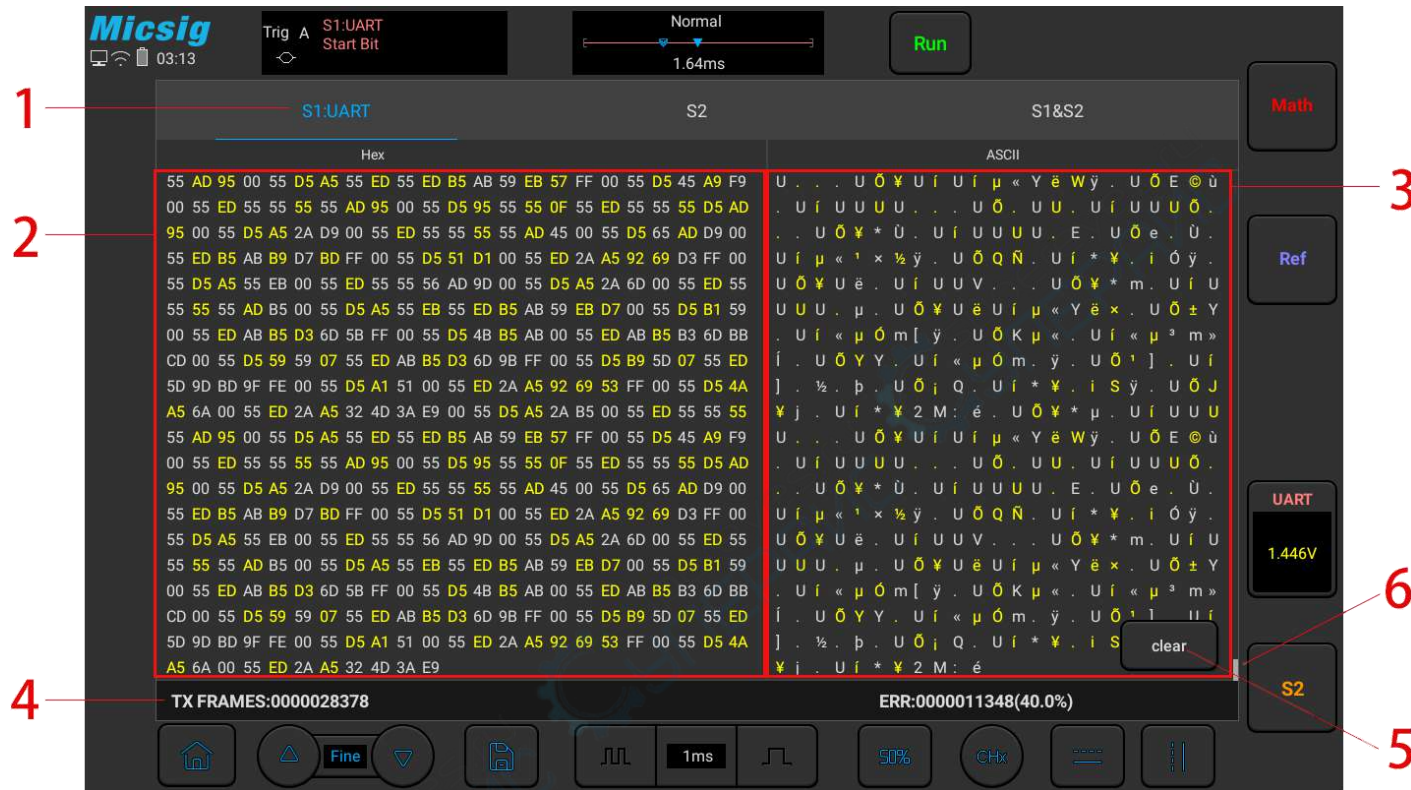 Micsig
Trig A S1:UART
Start Bit
Normal
1.64ms
Run
03:13
1
S1:UART S2 S1&S2
Math
Hex ASCII
2
3
55 AD 95 00 55 D5 A5 55 ED 55 ED B5 AB 59 EB 57 FF 00 55 D5 45 A9 F9 U . . . U Õ ¥ U í U í µ « Y ë W ÿ . U Õ E © ù
00 55 ED 55 55 55 55 AD 95 00 55 D5 95 55 55 0F 55 ED 55 55 55 D5 AD . U í U U U U . . . U Õ . U U . U í U U U Õ .
95 00 55 D5 A5 2A D9 00 55 ED 55 55 55 55 AD 45 00 55 D5 65 AD D9 00 . . U Õ ¥ * Ù . U í U U U U . E . U Õ e . Ù .
55 ED B5 AB B9 D7 BD FF 00 55 D5 51 D1 00 55 ED 2A A5 92 69 D3 FF 00 U í µ « ¹ × ½ ÿ . U Õ Q Ñ . U í * ¥ . i Ó ÿ .
Ref
55 D5 A5 55 EB 00 55 ED 55 55 56 AD 9D 00 55 D5 A5 2A 6D 00 55 ED 55 U Õ ¥ U ë . U í U U V . . . U Õ ¥ * m . U í U
55 55 55 AD B5 00 55 D5 A5 55 EB 55 ED B5 AB 59 EB D7 00 55 D5 B1 59 U U U . µ . U Õ ¥ U ë U í µ « Y ë × . U Õ ± Y
00 55 ED AB B5 D3 6D 5B FF 00 55 D5 4B B5 AB 00 55 ED AB B5 B3 6D BB . U í « µ Ó m [ ÿ . U Õ K µ « . U í « µ ³ m »
CD 00 55 D5 59 59 07 55 ED AB B5 D3 6D 9B FF 00 55 D5 B9 5D 07 55 ED Í . U Õ Y Y . U í « µ Ó m . ÿ . U Õ ¹ ] . U í
5D 9D BD 9F FE 00 55 D5 A1 51 00 55 ED 2A A5 92 69 53 FF 00 55 D5 4A ] . ½ . þ . U Õ ¡ Q . U í * ¥ . i S ÿ . U Õ J
A5 6A 00 55 ED 2A A5 32 4D 3A E9 00 55 D5 A5 2A B5 00 55 ED 55 55 55 ¥ j . U í * ¥ 2 M : é . U Õ ¥ * µ . U í U U U
55 AD 95 00 55 D5 A5 55 ED 55 ED B5 AB 59 EB 57 FF 00 55 D5 45 A9 F9 U . . . U Õ ¥ U í U í µ « Y ë W ÿ . U Õ E © ù
00 55 ED 55 55 55 55 AD 95 00 55 D5 95 55 55 0F 55 ED 55 55 55 D5 AD . U í U U U U . . . U Õ . U U . U í U U U Õ .
95 00 55 D5 A5 2A D9 00 55 ED 55 55 55 55 AD 45 00 55 D5 65 AD D9 00 . . U Õ ¥ * Ù . U í U U U U . E . U Õ e . Ù .
55 ED B5 AB B9 D7 BD FF 00 55 D5 51 D1 00 55 ED 2A A5 92 69 D3 FF 00 U í µ « ¹ × ½ ÿ . U Õ Q Ñ . U í * ¥ . i Ó ÿ .
UART
55 D5 A5 55 EB 00 55 ED 55 55 56 AD 9D 00 55 D5 A5 2A 6D 00 55 ED 55 U Õ ¥ U ë . U í U U V . . . U Õ ¥ * m . U í U
1.446V
55 55 55 AD B5 00 55 D5 A5 55 EB 55 ED B5 AB 59 EB D7 00 55 D5 B1 59 U U U . µ . U Õ ¥ U ë U í µ « Y ë × . U Õ ± Y
00 55 ED AB B5 D3 6D 5B FF 00 55 D5 4B B5 AB 00 55 ED AB B5 B3 6D BB . U í « µ Ó m [ ÿ . U Õ K µ « . U í « µ ³ m »
6
CD 00 55 D5 59 59 07 55 ED AB B5 D3 6D 9B FF 00 55 D5 B9 5D 07 55 ED Í . U Õ Y Y . U í « µ Ó m . ÿ . U Õ ¹ ] . U í
5D 9D BD 9F FE 00 55 D5 A1 51 00 55 ED 2A A5 92 69 53 FF 00 55 D5 4A ] . ½ . þ . U Õ ¡ Q . U í * ¥ . i S
clear
A5 6A 00 55 ED 2A A5 32 4D 3A E9 ¥ j . U í * ¥ 2 M : é
4
TX FRAMES:0000028378 ERR:0000011348(40.0%)
S2
5
Fine 1ms 50% CHx